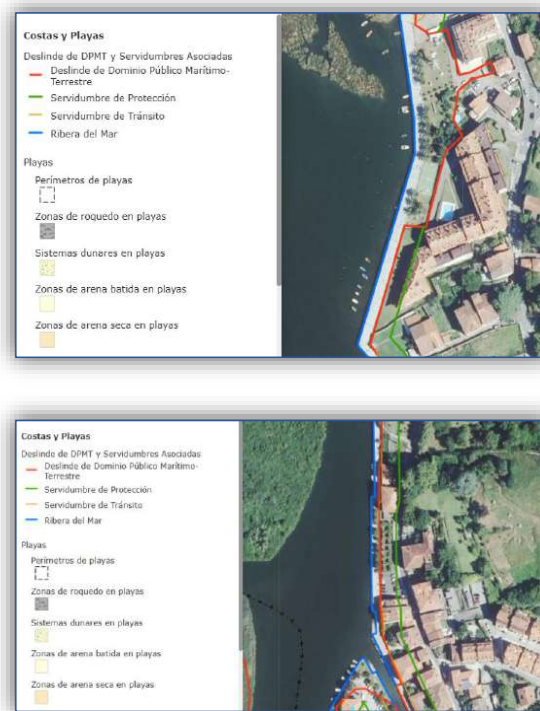 Costas y Playas
Deslinde de DPMT y Servidumbres Asociadas
Deslinde de Dominio Público Marítimo-
Terrestre
Servidumbre de Protección
Servidumbre de Tránsito
Ribera del Mar
Playas
Perímetros de playas
Zonas de roquedo en playas
Sistemas dunares en playas
Zonas de arena batida en playas
Zonas de arena seca en playas
Costas y Playas
Deslinde de DPMT y Servidumbres Asociadas
Deslinde de Dominio Público Marítimo-
Terrestre
Servidumbre de Protección
Servidumbre de Tránsito
Ribera del Mar
Playas
Perímetros de playas
Zonas de roquedo en playas
Sistemas dunares en playas
Zonas de arena batida en playas
Zonas de arena seca en playas